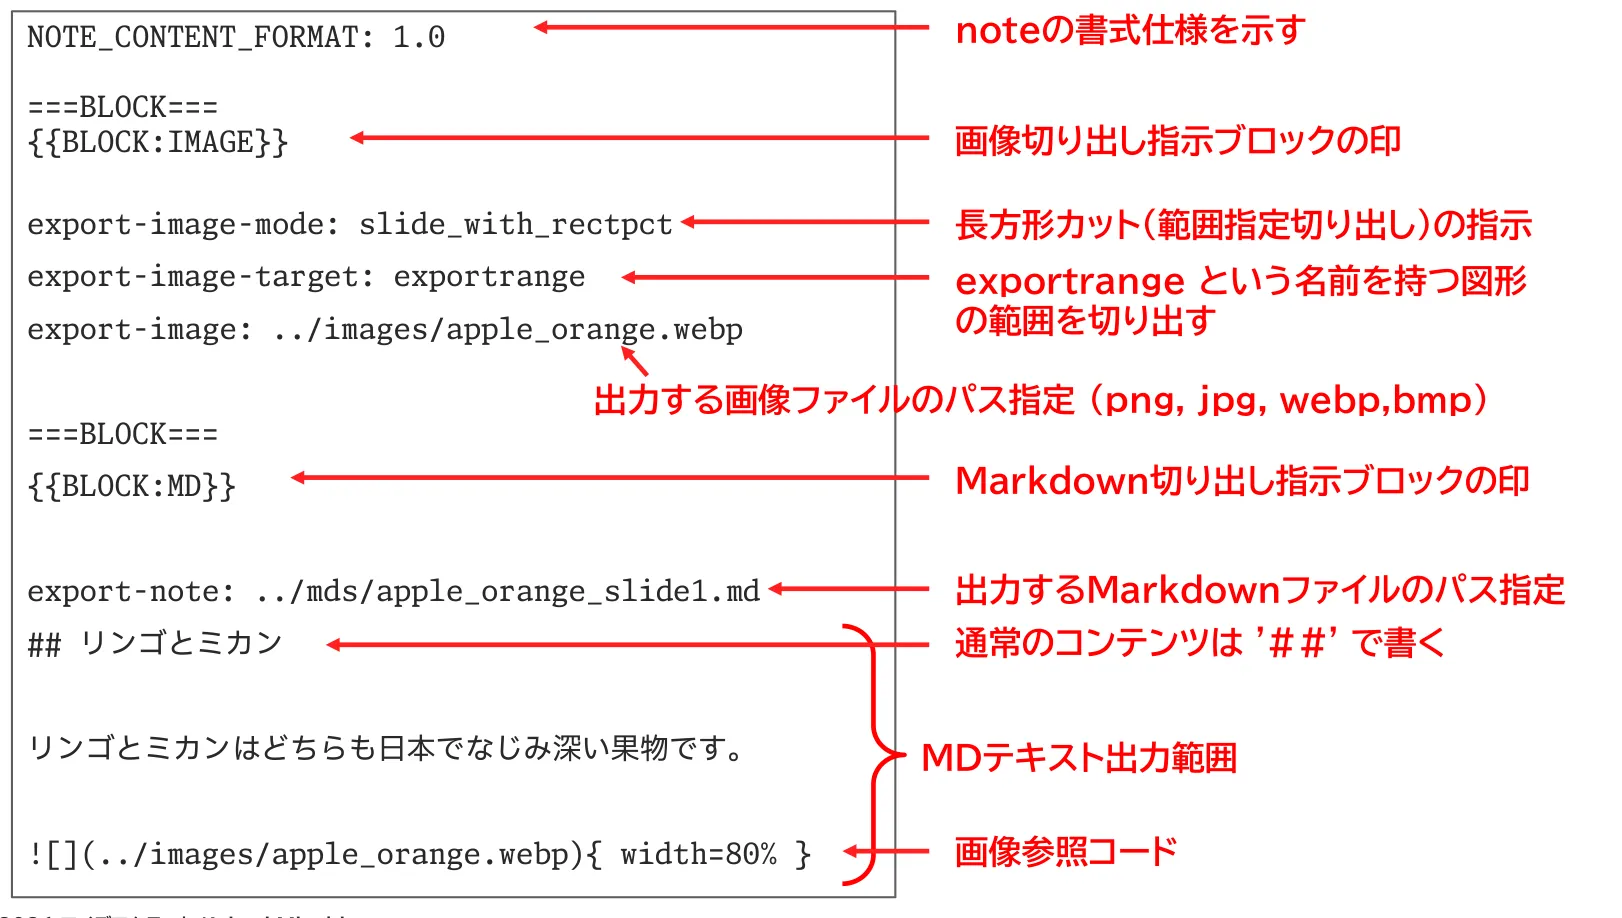 NOTE_CONTENT_FORMAT: 1.0
noteの書式仕様を示す
===BLOCK===
{{BLOCK:IMAGE}}
画像切り出し指示ブロックの印
export-image-mode: slide_with_rectpct
長方形カット（範囲指定切り出し）の指示
export-image-target: exportrange
exportrange という名前を持つ図形
の範囲を切り出す
export-image: ../images/apple_orange.webp
出力する画像ファイルのパス指定（png, jpg, webp,bmp）
===BLOCK===
{{BLOCK:MD}}
Markdown切り出し指示ブロックの印
export-note: ../mds/apple_orange_slide1.md
出力するMarkdownファイルのパス指定
## リンゴとミカン
通常のコンテンツは ’##’ で書く
リンゴとミカンはどちらも日本でなじみ深い果物です。
MDテキスト出力範囲
![](../images/apple_orange.webp){ width=80% }
画像参照コード